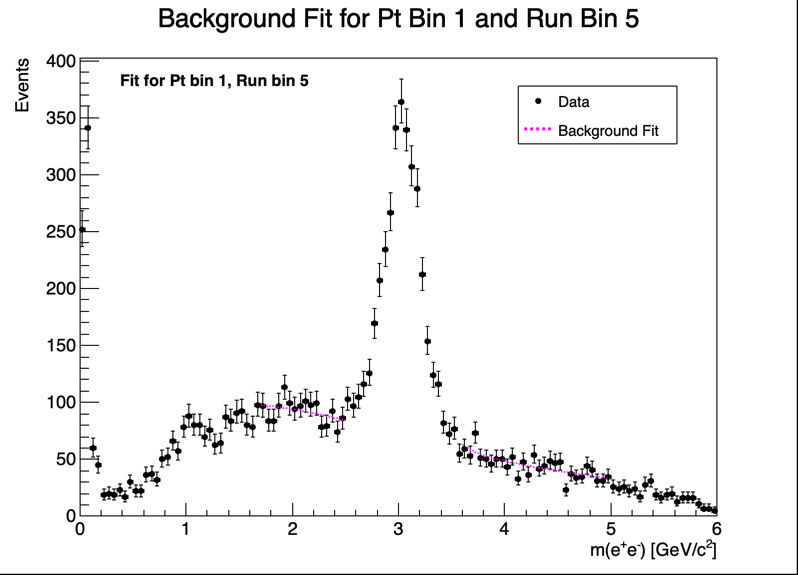 Background Fit for Pt Bin 1 and Run Bin 5
Events
Fit for Pt bin 1, Run bin 5
Data
Background Fit
400
350
300
250
200
150
100
50
0
0 1 2 3 4 5 6
m(e⁺e⁻) [GeV/c²]